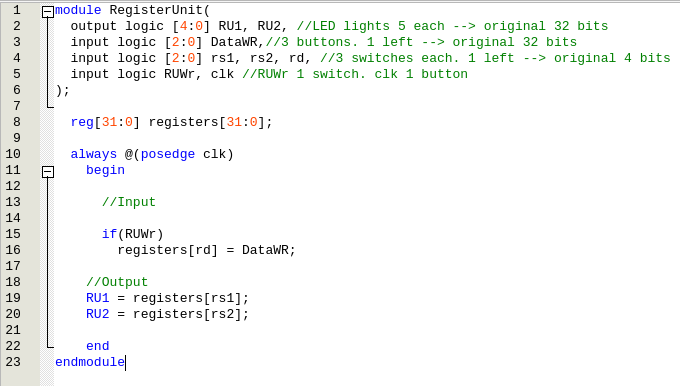 1 module RegisterUnit(
2 output logic [4:0] RU1, RU2, //LED lights 5 each --> original 32 bits
3 input logic [2:0] DataWR,//3 buttons. 1 left --> original 32 bits
4 input logic [2:0] rs1, rs2, rd, //3 switches each. 1 left --> original 4 bits
5 input logic RUWr, clk //RUWr 1 switch. clk 1 button
6 );
7
8 reg[31:0] registers[31:0];
9
10 always @(posedge clk)
11 begin
12
13 //Input
14
15 if(RUWr)
16 registers[rd] = DataWR;
17
18 //Output
19 RU1 = registers[rs1];
20 RU2 = registers[rs2];
21
22 end
23 endmodule